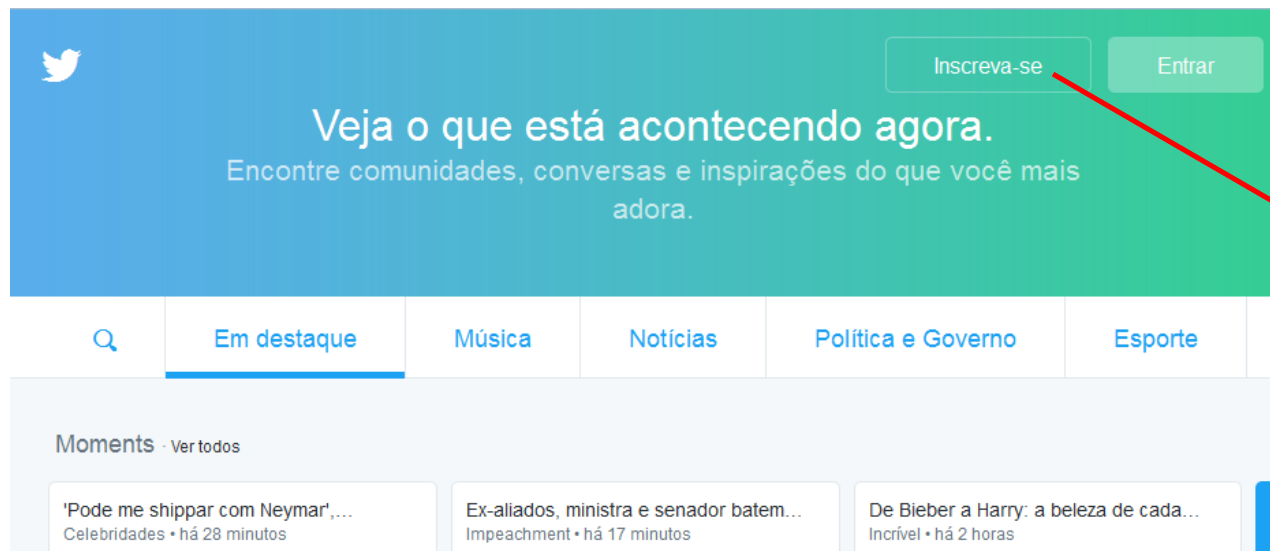 Inscreva-se Entrar
Veja o que está acontecendo agora.
Encontre comunidades, conversas e inspirações do que você mais
adora.
Em destaque Música Notícias Política e Governo Esporte
Moments · Ver todos
'Pode me shippar com Neymar',... Ex-aliados, ministra e senador batem... De Bieber a Harry: a beleza de cada...
Celebridades • há 28 minutos Impeachment • há 17 minutos Incrível • há 2 horas